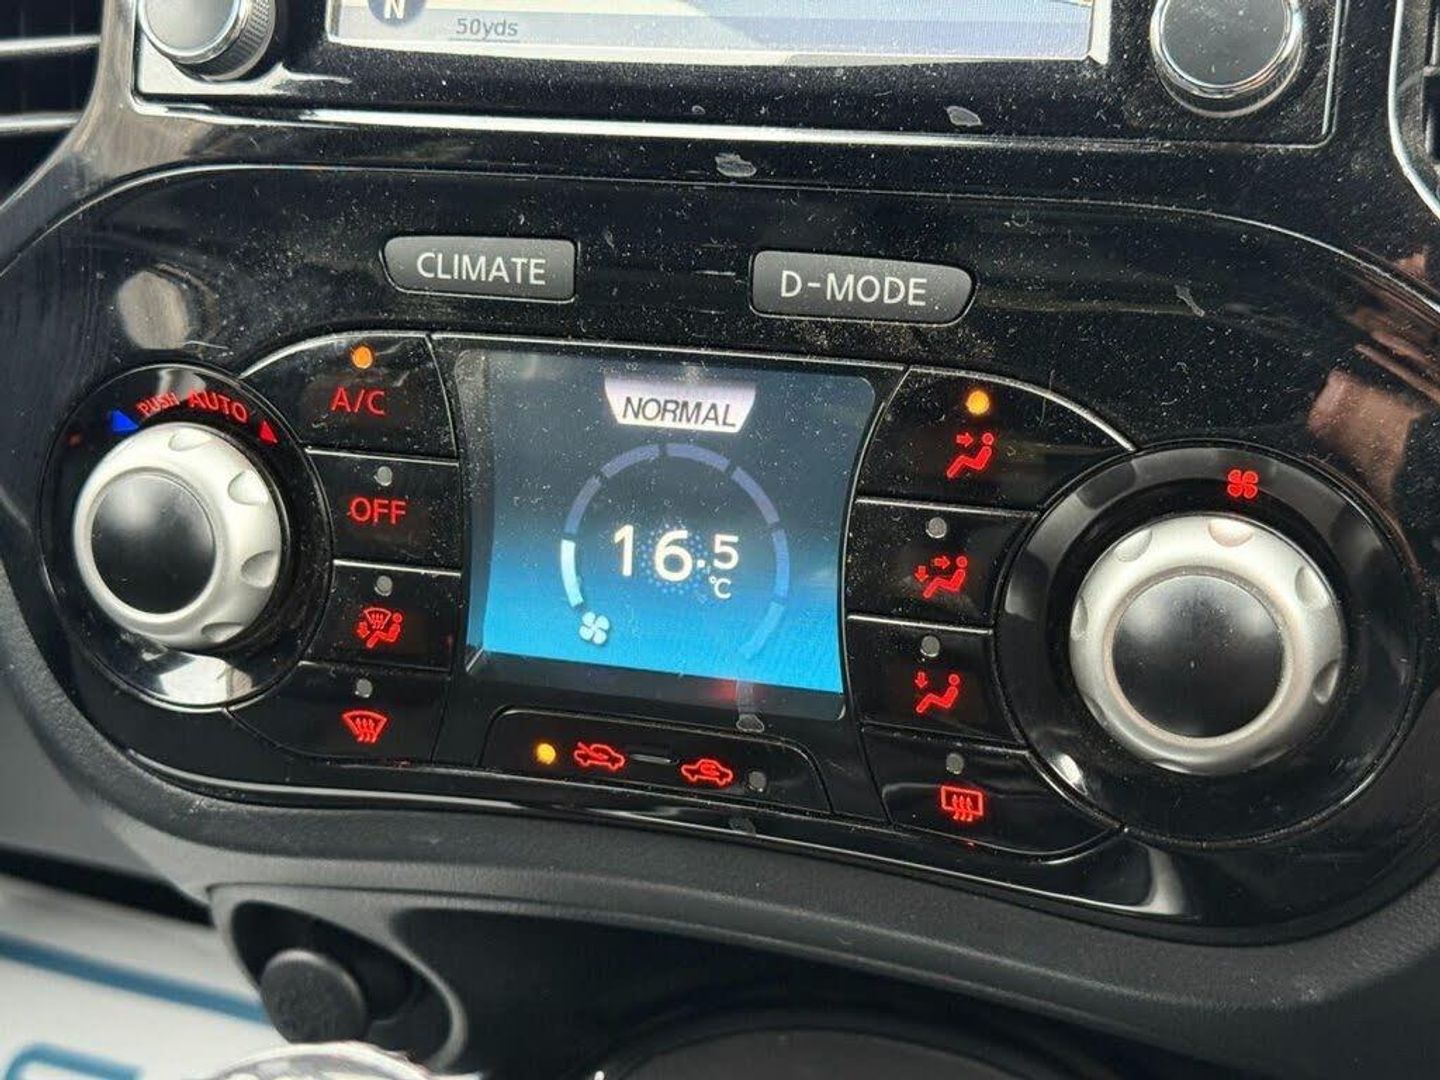 N
50yds
CLIMATE
D-MODE
PUSH AUTO
A/C
NORMAL
OFF
16.5
°C